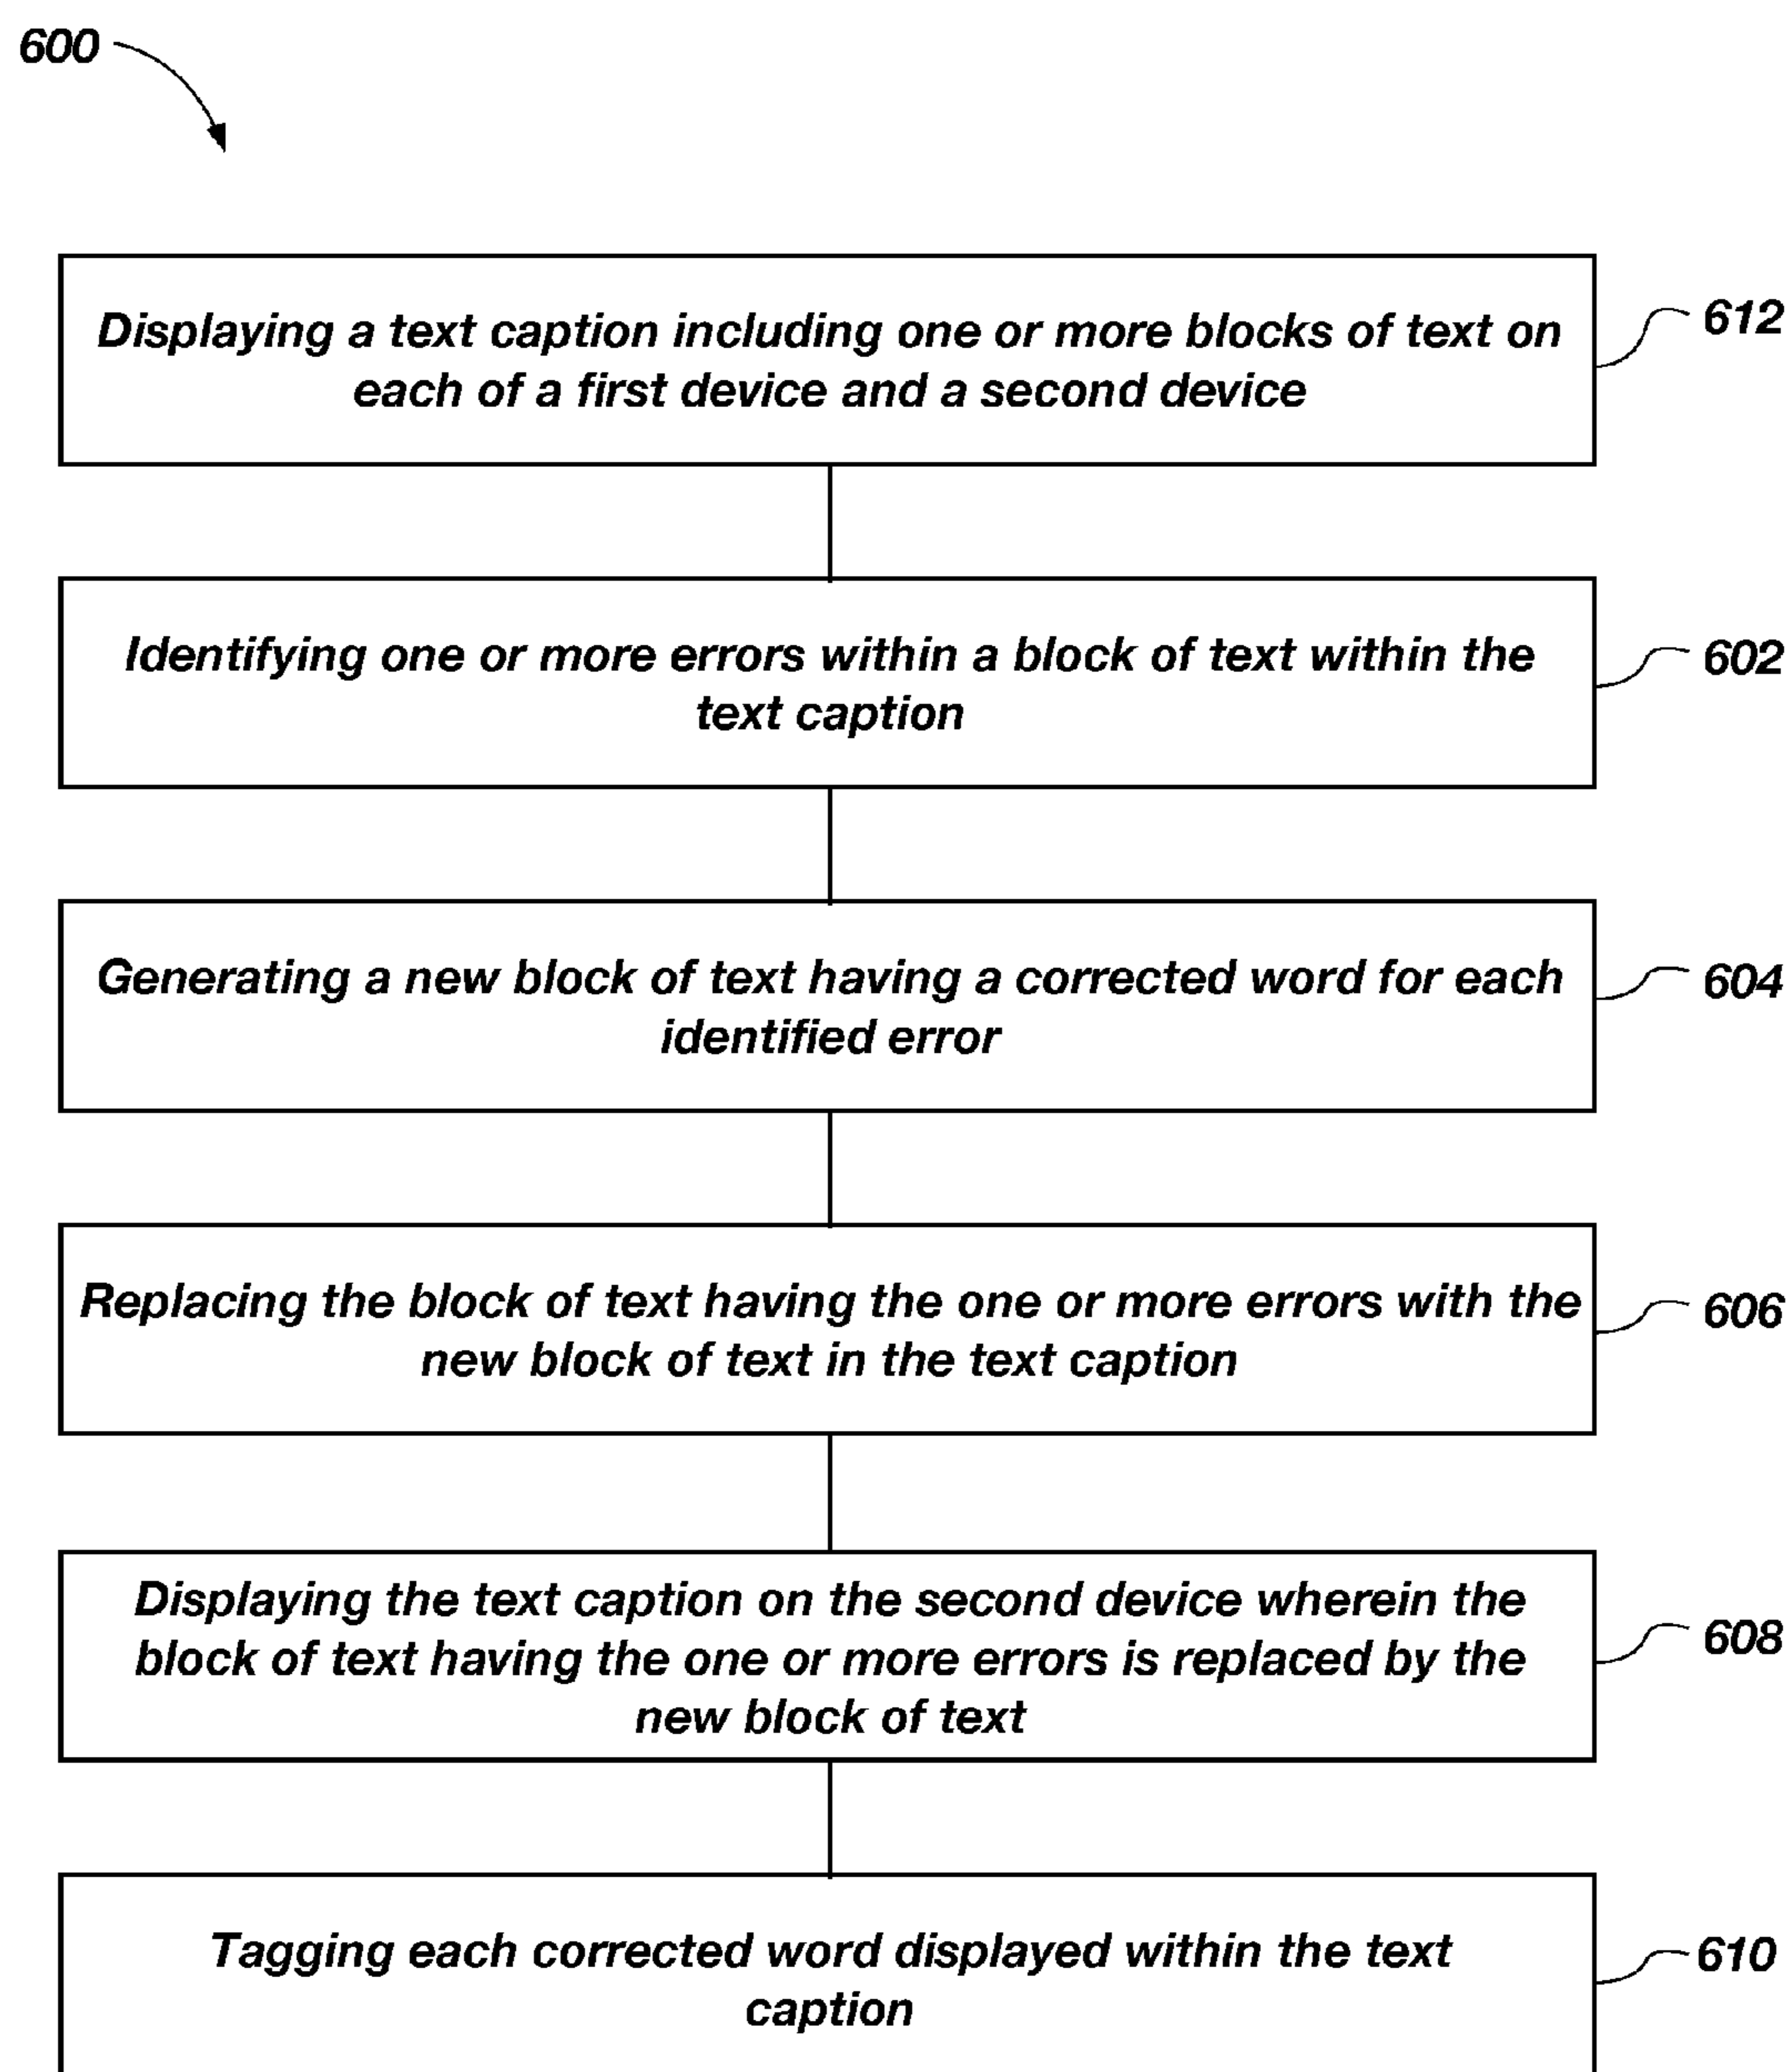 600
Displaying a text caption including one or more blocks of text on
each of a first device and a second device
612
Identifying one or more errors within a block of text within the
text caption
602
Generating a new block of text having a corrected word for each
identified error
604
Replacing the block of text having the one or more errors with the
new block of text in the text caption
606
Displaying the text caption on the second device wherein the
block of text having the one or more errors is replaced by the
new block of text
608
Tagging each corrected word displayed within the text
caption
610